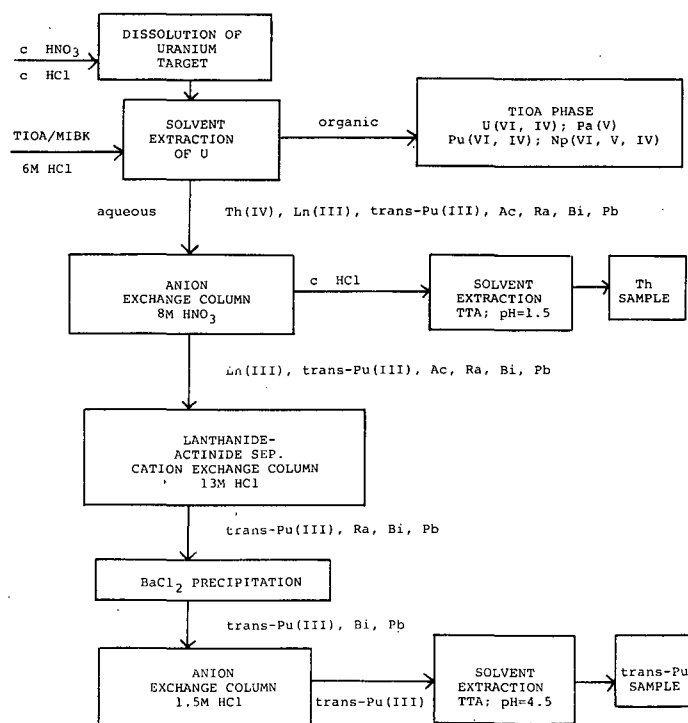 c HNO3
c HCl
DISSOLUTION OF
URANIUM
TARGET
TIOA/MIBK
6M HCl
SOLVENT
EXTRACTION
OF U
organic
TIOA PHASE
U(VI, IV); Pa(V)
Pu(VI, IV); Np(VI, V, IV)
aqueous
Th(IV), Ln(III), trans-Pu(III), Ac, Ra, Bi, Pb
ANION
EXCHANGE COLUMN
8M HNO3
c HCl
SOLVENT
EXTRACTION
TTA; pH=1.5
Th
SAMPLE
Ln(III), trans-Pu(III), Ac, Ra, Bi, Pb
LANTHANIDE-
ACTINIDE SEP.
CATION EXCHANGE COLUMN
13M HCl
trans-Pu(III), Ra, Bi, Pb
BaCl2 PRECIPITATION
trans-Pu(III), Bi, Pb
ANION
EXCHANGE COLUMN
1.5M HCl
trans-Pu(III)
SOLVENT
EXTRACTION
TTA; pH=4.5
trans-Pu
SAMPLE